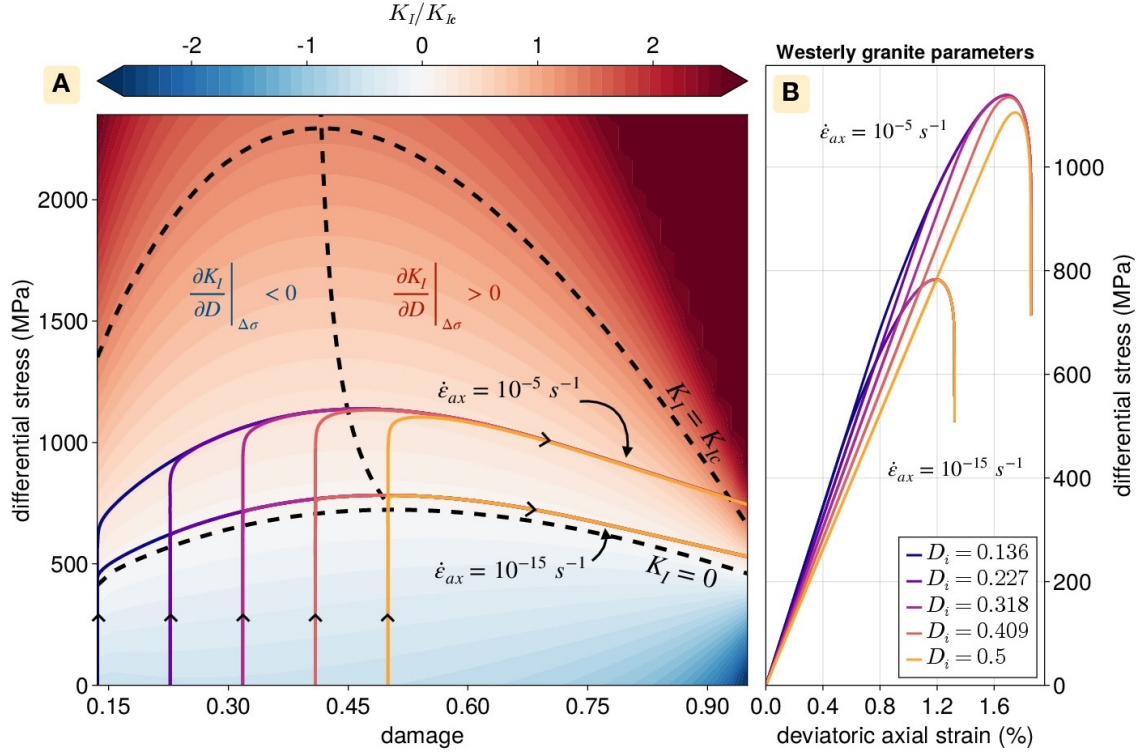 K_I/K_Ic
-2 -1 0 1 2
A
differential stress (MPa)
2000
1500
1000
500
0
∂K_I/∂D|_Δσ < 0
∂K_I/∂D|_Δσ > 0
ε̇_ax = 10⁻⁵ s⁻¹
K_I = K_Ic
ε̇_ax = 10⁻¹⁵ s⁻¹
K_I = 0
0.15 0.30 0.45 0.60 0.75 0.90
damage
Westerly granite parameters
B
ε̇_ax = 10⁻⁵ s⁻¹
ε̇_ax = 10⁻¹⁵ s⁻¹
D_i = 0.136
D_i = 0.227
D_i = 0.318
D_i = 0.409
D_i = 0.5
1000
800
600
400
200
0
differential stress (MPa)
0.0 0.4 0.8 1.2 1.6
deviatoric axial strain (%)